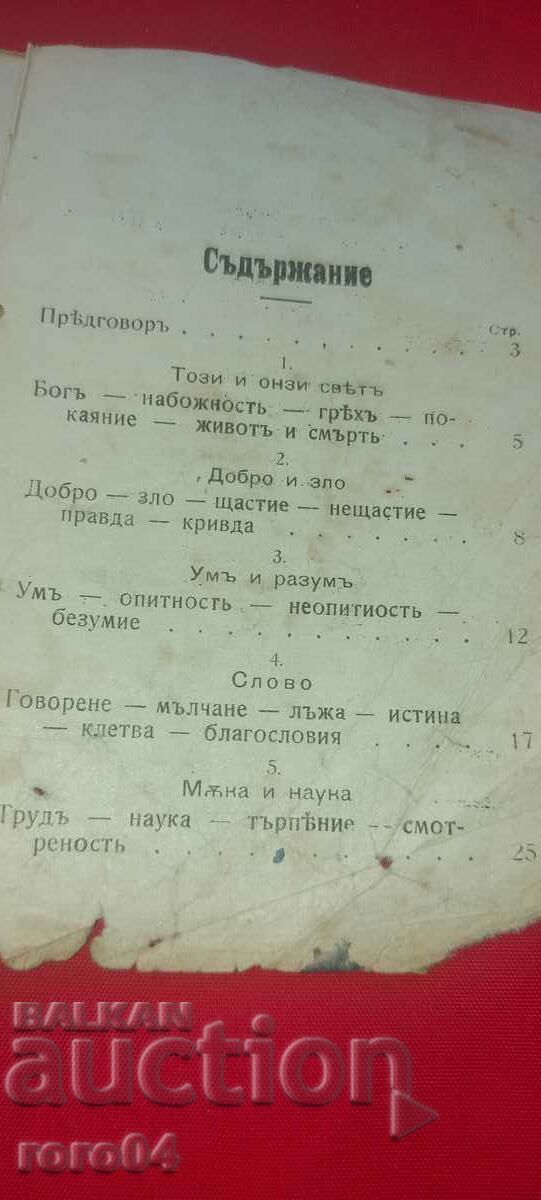 Съдържание
Стр.
Прѣдговоръ . . . . . . . . . . 3
1.
Този и онзи свѣтъ
Богъ — набожность — грѣхъ — по-
каяние — животъ и смърть . . . 5
2.
Добро и зло
Добро — зло — щастие — нещастие —
правда — кривда . . . . . . . 8
3.
Умъ и разумъ
Умъ — опитность — неопитиость —
безумие . . . . . . . . . . . 12
4.
Слово
Говорене — мълчане — лъжа — истина
— клетва — благословия . . . . 17
5.
Мѫка и наука
Трудъ — наука — търпѣние — смот-
реность . . . . . . . . . . . 25
BALKAN
auction
roro04